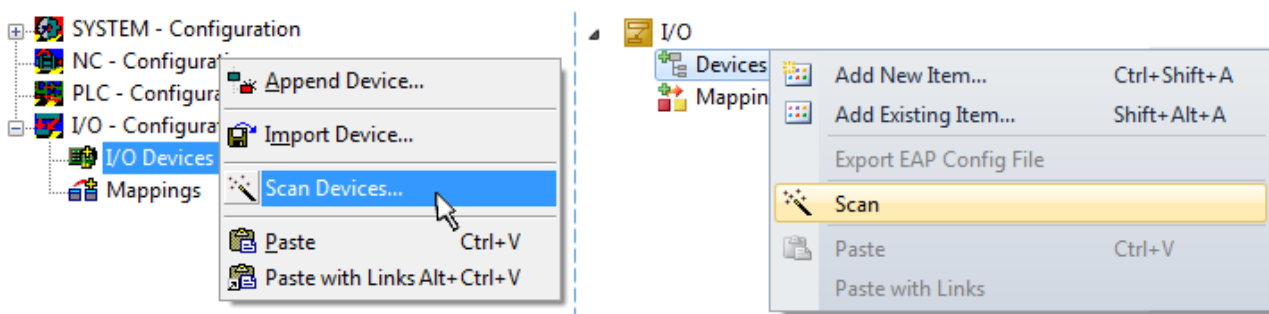 SYSTEM - Configuration
NC - Configurat
PLC - Configura
I/O - Configurat
I/O Devices
Mappings
Append Device...
Import Device...
Scan Devices...
Paste Ctrl+V
Paste with Links Alt+Ctrl+V
I/O
Devices
Mappin
Add New Item... Ctrl+Shift+A
Add Existing Item... Shift+Alt+A
Export EAP Config File
Scan
Paste Ctrl+V
Paste with Links